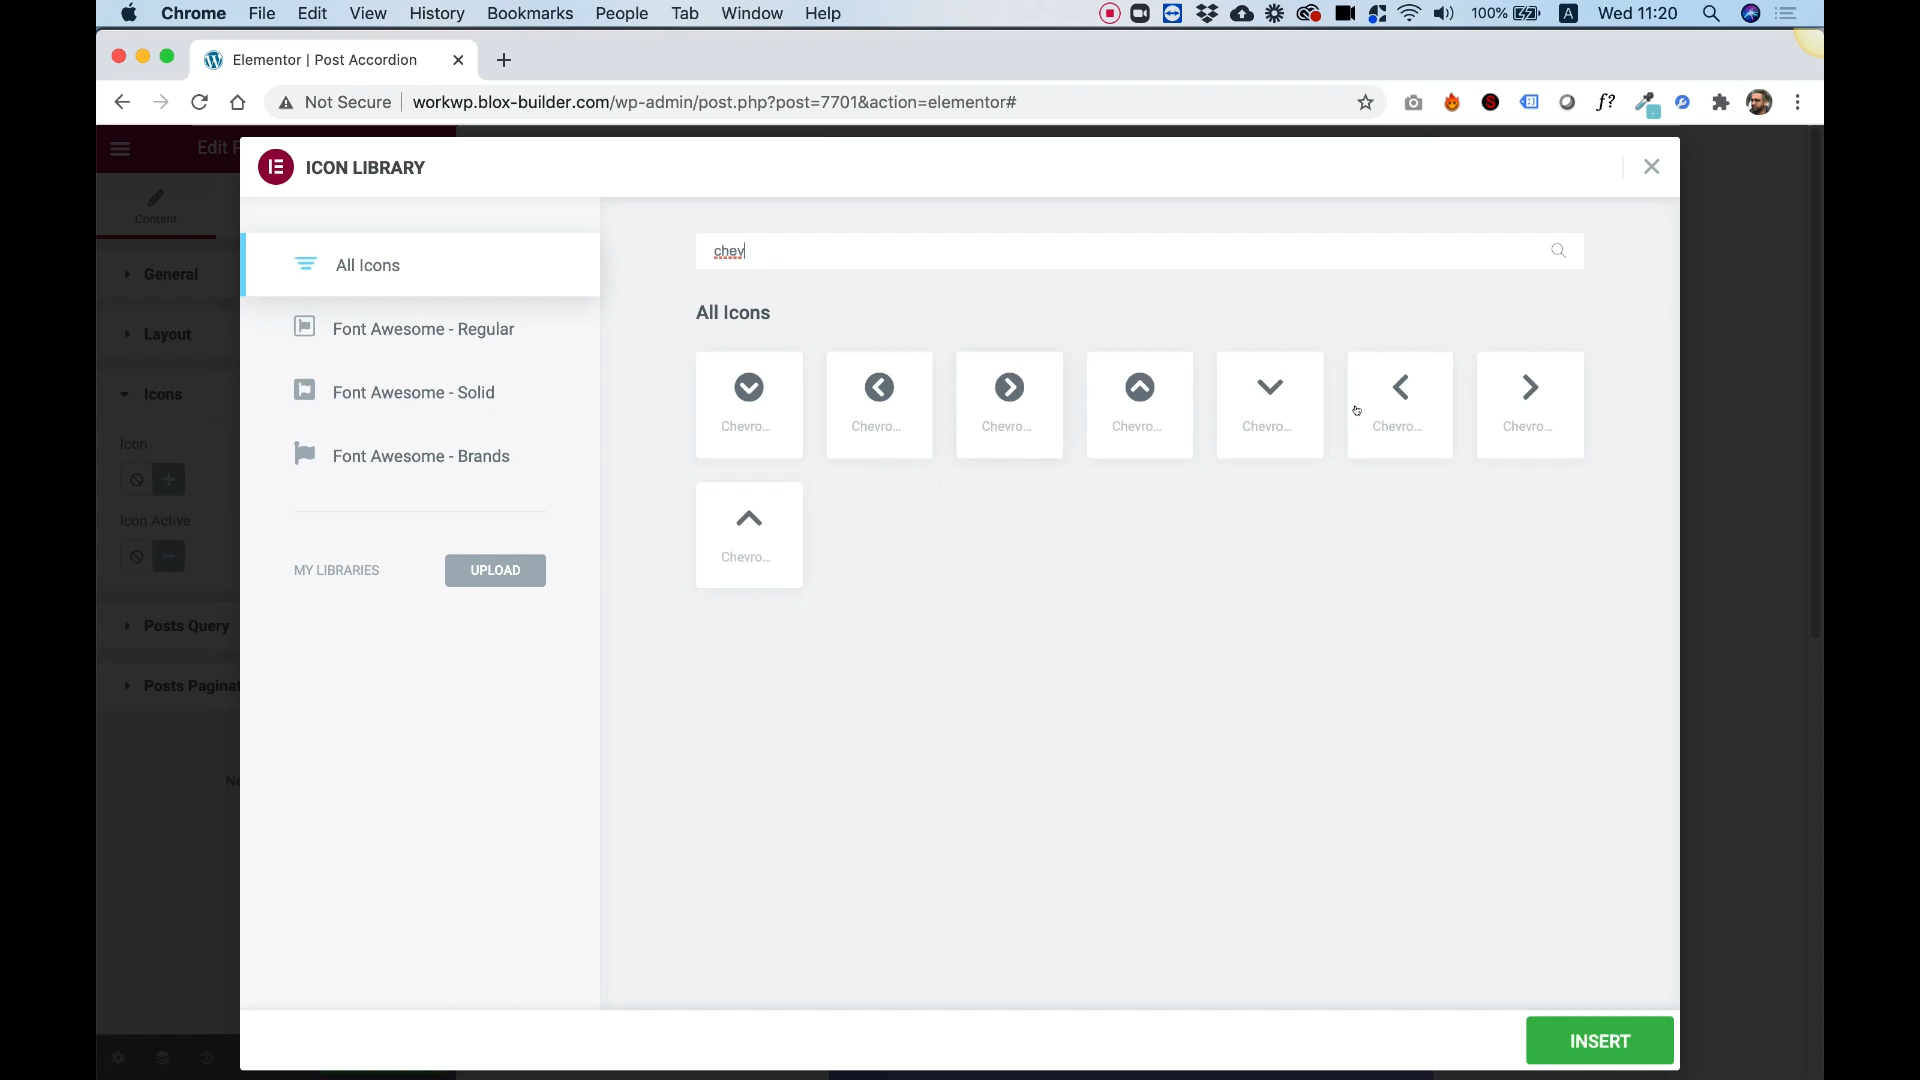 Chrome File Edit View History Bookmarks People Tab Window Help 100% A Wed 11:20
Elementor | Post Accordion
Not Secure workwp.blox-builder.com/wp-admin/post.php?post=7701&action=elementor# f?
Edit P
ICON LIBRARY
Content
chev
All Icons
General
All Icons
Font Awesome - Regular
Layout
Font Awesome - Solid
Icons
Chevro... Chevro... Chevro... Chevro... Chevro... Chevro... Chevro...
Icon
Font Awesome - Brands
Icon Active
Chevro...
MY LIBRARIES UPLOAD
Posts Query
Posts Paginat
Ne
INSERT